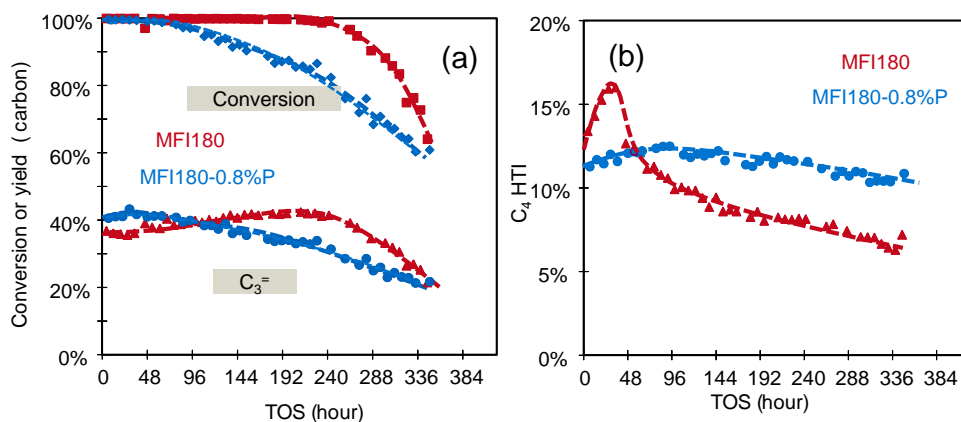 100%
80%
60%
40%
20%
0%
Conversion or yield ( carbon)
(a)
Conversion
MFI180
MFI180-0.8%P
C₃⁼
0 48 96 144 192 240 288 336 384
TOS (hour)
20%
15%
10%
5%
0%
C₄ HTI
(b)
MFI180
MFI180-0.8%P
0 48 96 144 192 240 288 336 384
TOS (hour)